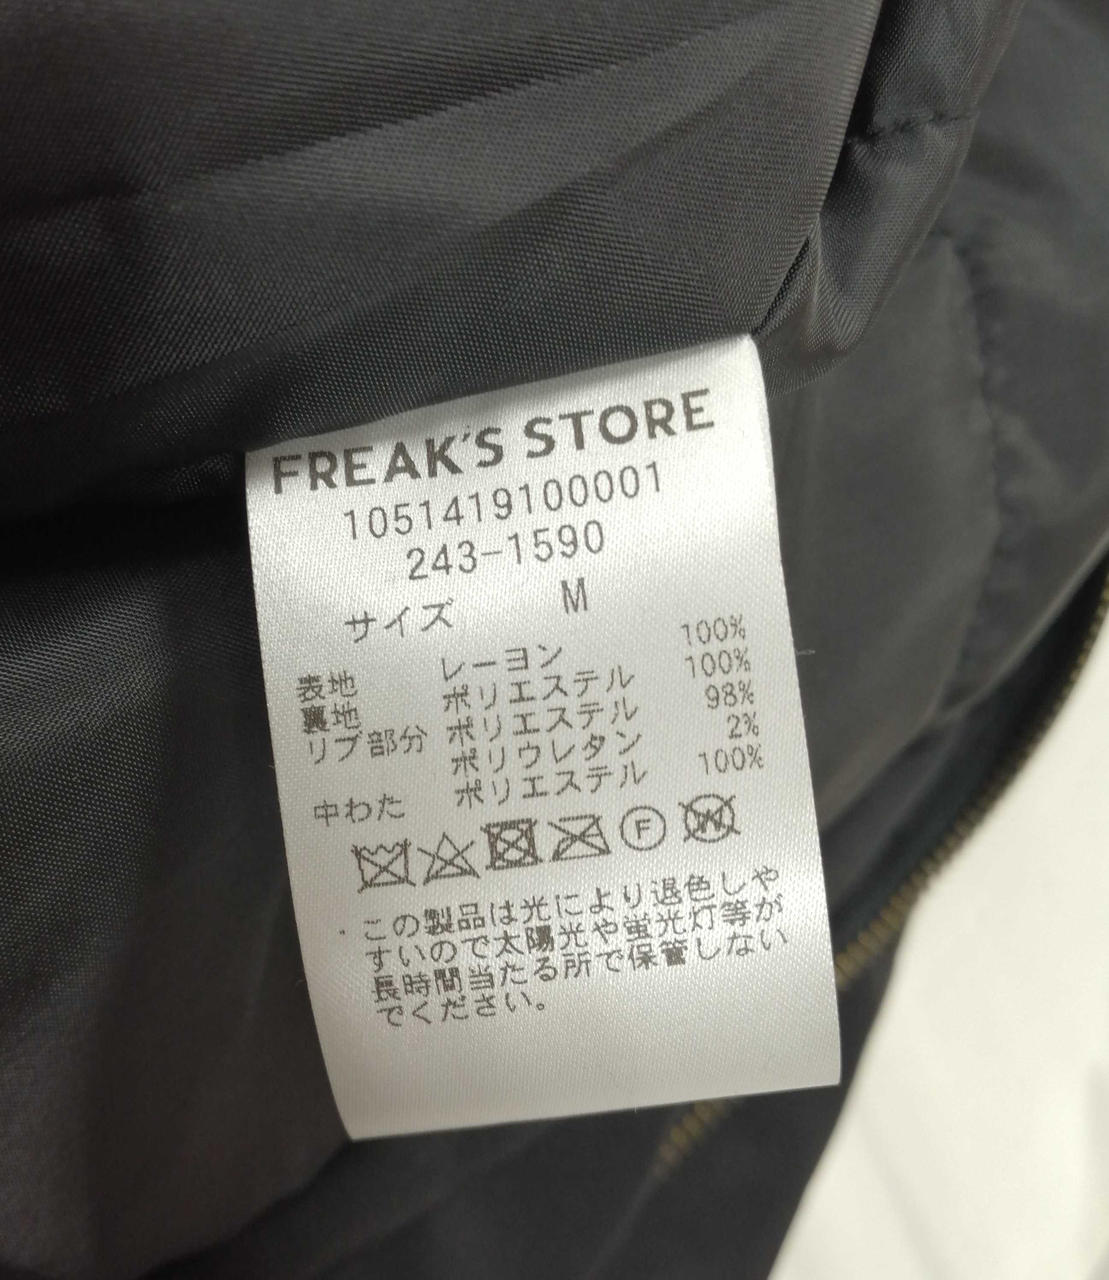 FREAK'S STORE
1051419100001
243-1590
サイズ M
表地 レーヨン 100%
裏地 ポリエステル 100%
リブ部分 ポリエステル 98%
ポリウレタン 2%
中わた ポリエステル 100%
F W
・この製品は光により退色しや
すいので太陽光や蛍光灯等が
長時間当たる所で保管しない
でください。